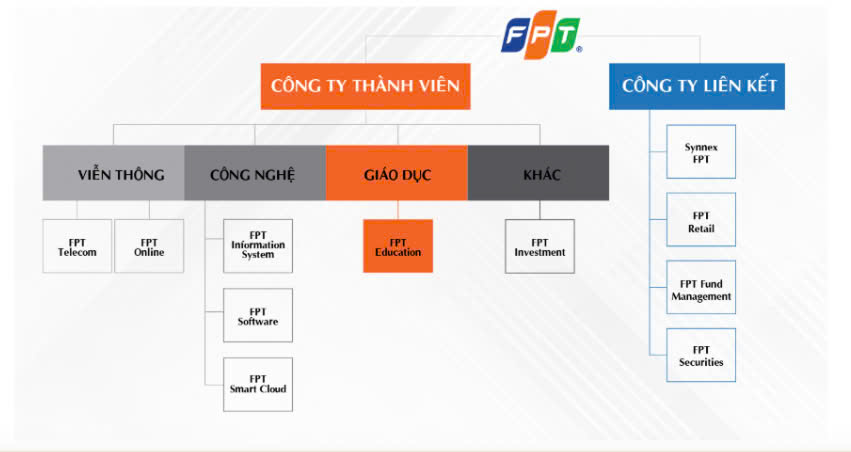 FPT
CÔNG TY THÀNH VIÊN
CÔNG TY LIÊN KẾT
VIỄN THÔNG
CÔNG NGHỆ
GIÁO DỤC
KHÁC
FPT
Telecom
FPT
Online
FPT
Information
System
FPT
Software
FPT
Smart Cloud
FPT
Education
FPT
Investment
Synnex
FPT
FPT
Retail
FPT Fund
Management
FPT
Securities